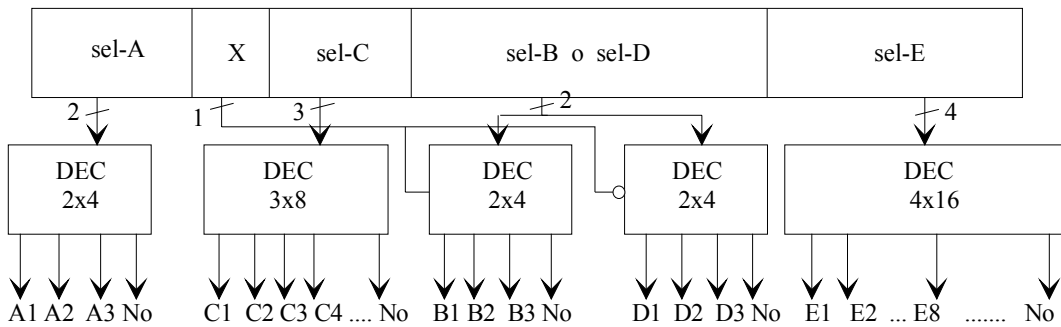 sel-A X sel-C sel-B o sel-D sel-E
2 1 3 2 4
DEC DEC DEC DEC DEC
2x4 3x8 2x4 2x4 4x16
A1 A2 A3 No C1 C2 C3 C4 .... No B1 B2 B3 No D1 D2 D3 No E1 E2 ... E8 ....... No